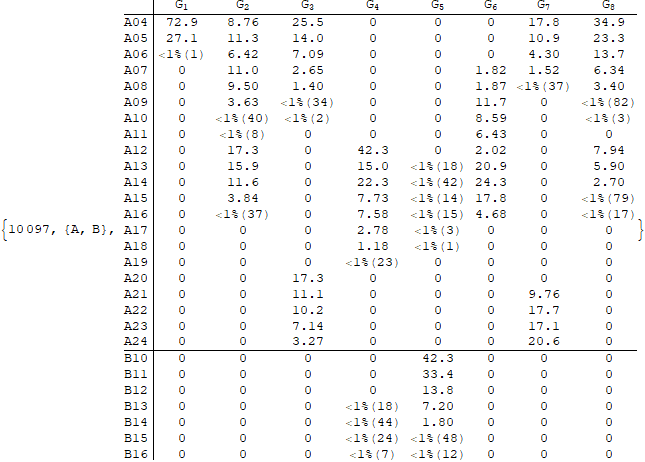 G1 G2 G3 G4 G5 G6 G7 G8
A04 72.9 8.76 25.5 0 0 0 17.8 34.9
A05 27.1 11.3 14.0 0 0 0 10.9 23.3
A06 <1%(1) 6.42 7.09 0 0 0 4.30 13.7
A07 0 11.0 2.65 0 0 1.82 1.52 6.34
A08 0 9.50 1.40 0 0 1.87 <1%(37) 3.40
A09 0 3.63 <1%(34) 0 0 11.7 0 <1%(82)
A10 0 <1%(40) <1%(2) 0 0 8.59 0 <1%(3)
A11 0 <1%(8) 0 0 0 6.43 0 0
A12 0 17.3 0 42.3 0 2.02 0 7.94
A13 0 15.9 0 15.0 <1%(18) 20.9 0 5.90
A14 0 11.6 0 22.3 <1%(42) 24.3 0 2.70
A15 0 3.84 0 7.73 <1%(14) 17.8 0 <1%(79)
A16 0 <1%(37) 0 7.58 <1%(15) 4.68 0 <1%(17)
{10097, {A, B}, A17 0 0 0 2.78 <1%(3) 0 0 0 }
A18 0 0 0 1.18 <1%(1) 0 0 0
A19 0 0 0 <1%(23) 0 0 0 0
A20 0 0 17.3 0 0 0 0 0
A21 0 0 11.1 0 0 0 9.76 0
A22 0 0 10.2 0 0 0 17.7 0
A23 0 0 7.14 0 0 0 17.1 0
A24 0 0 3.27 0 0 0 20.6 0
B10 0 0 0 0 42.3 0 0 0
B11 0 0 0 0 33.4 0 0 0
B12 0 0 0 0 13.8 0 0 0
B13 0 0 0 <1%(18) 7.20 0 0 0
B14 0 0 0 <1%(44) 1.80 0 0 0
B15 0 0 0 <1%(24) <1%(48) 0 0 0
B16 0 0 0 <1%(7) <1%(12) 0 0 0